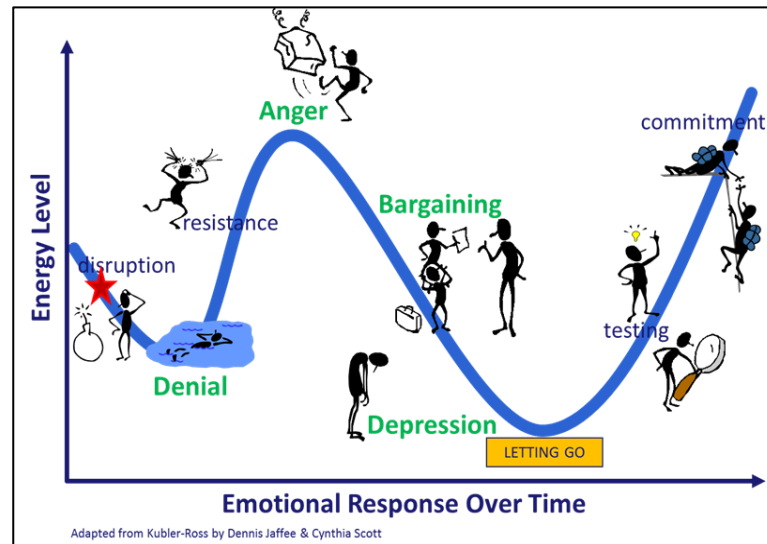 Energy Level
Anger
commitment
resistance
Bargaining
disruption
testing
Denial
Depression
LETTING GO
Emotional Response Over Time
Adapted from Kubler-Ross by Dennis Jaffee & Cynthia Scott